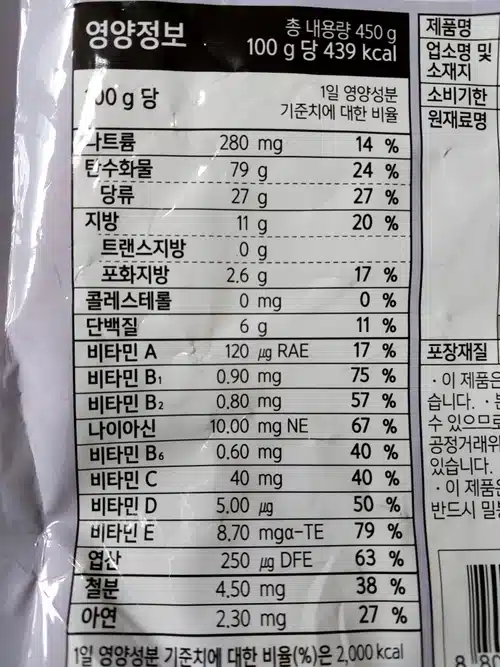 영양정보
총 내용량 450 g
100 g 당 439 kcal
00 g 당
1일 영양성분
기준치에 대한 비율
나트륨 280 mg 14 %
탄수화물 79 g 24 %
당류 27 g 27 %
지방 11 g 20 %
트랜스지방 0 g
포화지방 2.6 g 17 %
콜레스테롤 0 mg 0 %
단백질 6 g 11 %
비타민 A 120 μg RAE 17 %
비타민 B₁ 0.90 mg 75 %
비타민 B₂ 0.80 mg 57 %
나이아신 10.00 mg NE 67 %
비타민 B₆ 0.60 mg 40 %
비타민 C 40 mg 40 %
비타민 D 5.00 μg 50 %
비타민 E 8.70 mgα-TE 79 %
엽산 250 μg DFE 63 %
철분 4.50 mg 38 %
아연 2.30 mg 27 %
1일 영양성분 기준치에 대한 비율(%)은 2,000 kcal
제품명
업소명 및
소재지
소비기한
원재료명
포장재질
· 이 제품은
습니다. ·
수 있으므로
공정거래위
있습니다.
· 이 제품은
반드시 밀